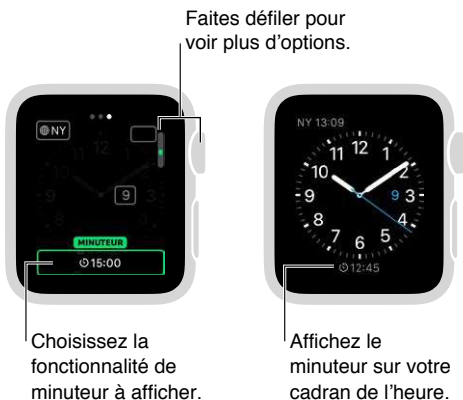 Faites défiler pour
voir plus d'options.
NY
9
MINUTEUR
15:00
NY 13:09
12
1
2
3
4
5
6
7
8
9
10
11
9
12:45
Choisissez la
fonctionnalité de
minuteur à afficher.
Affichez le
minuteur sur votre
cadran de l'heure.